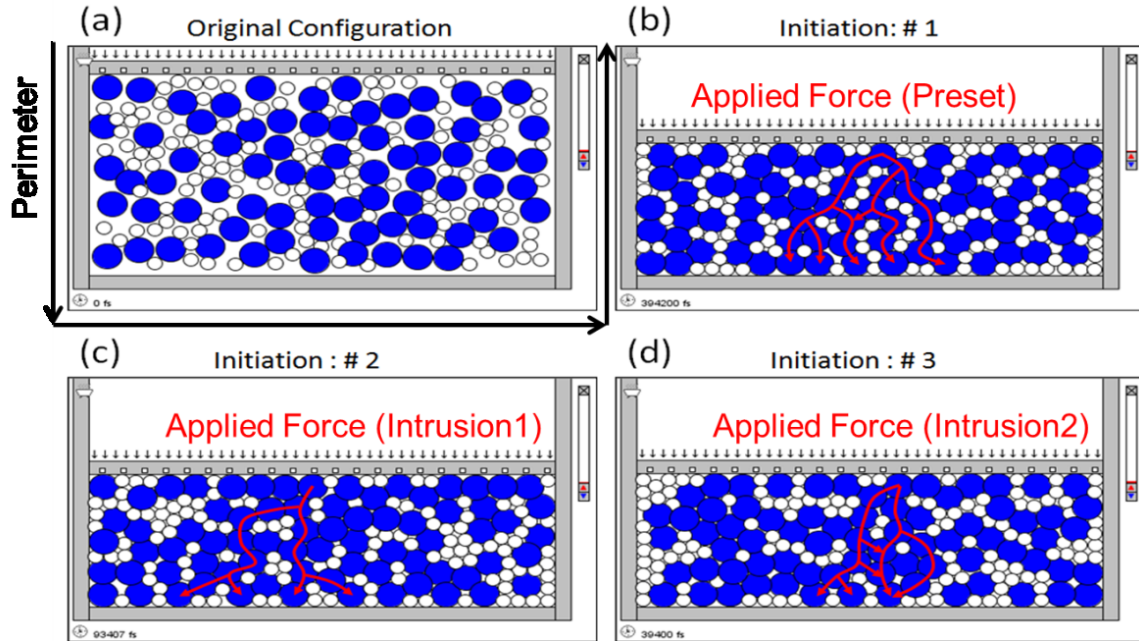 (a)
Original Configuration
Perimeter
0 fs
(b)
Initiation: # 1
Applied Force (Preset)
394200 fs
(c)
Initiation : # 2
Applied Force (Intrusion1)
93407 fs
(d)
Initiation : # 3
Applied Force (Intrusion2)
39400 fs